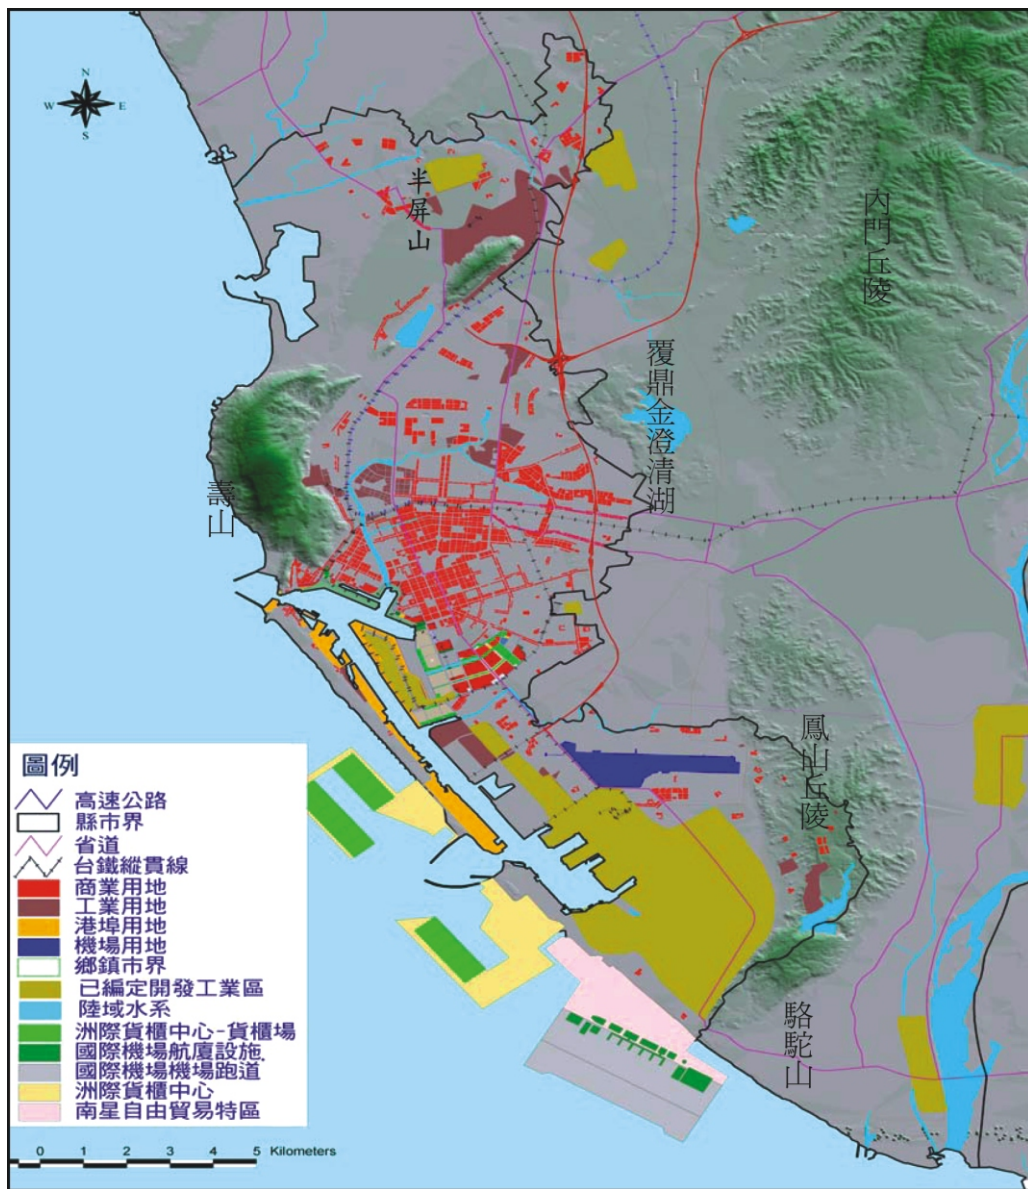 N
W
E
S
半屏山
內門丘陵
覆鼎金澄清湖
壽山
鳳山丘陵
駱駝山
圖例
高速公路
縣市界
省道
台鐵縱貫線
商業用地
工業用地
港埠用地
機場用地
鄉鎮市界
已編定開發工業區
陸域水系
洲際貨櫃中心-貨櫃場
國際機場航廈設施.
國際機場機場跑道
洲際貨櫃中心
南星自由貿易特區
0 1 2 3 4 5 Kilometers